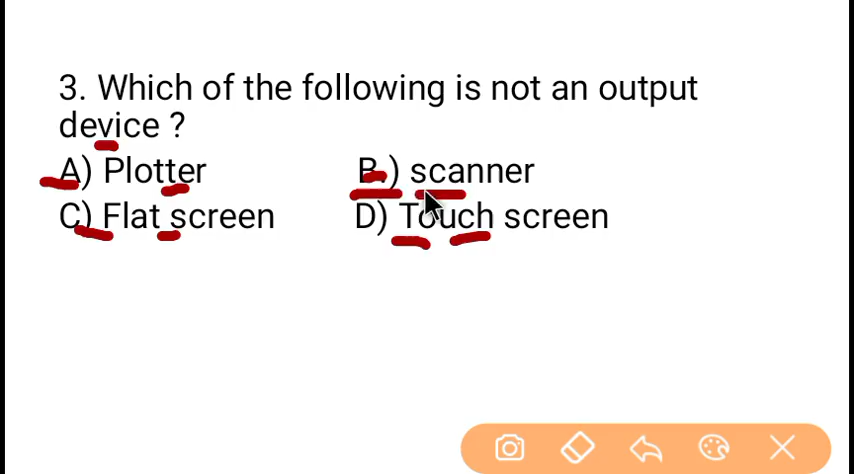 3. Which of the following is not an output
device ?
A) Plotter B.) scanner
C) Flat screen D) Touch screen